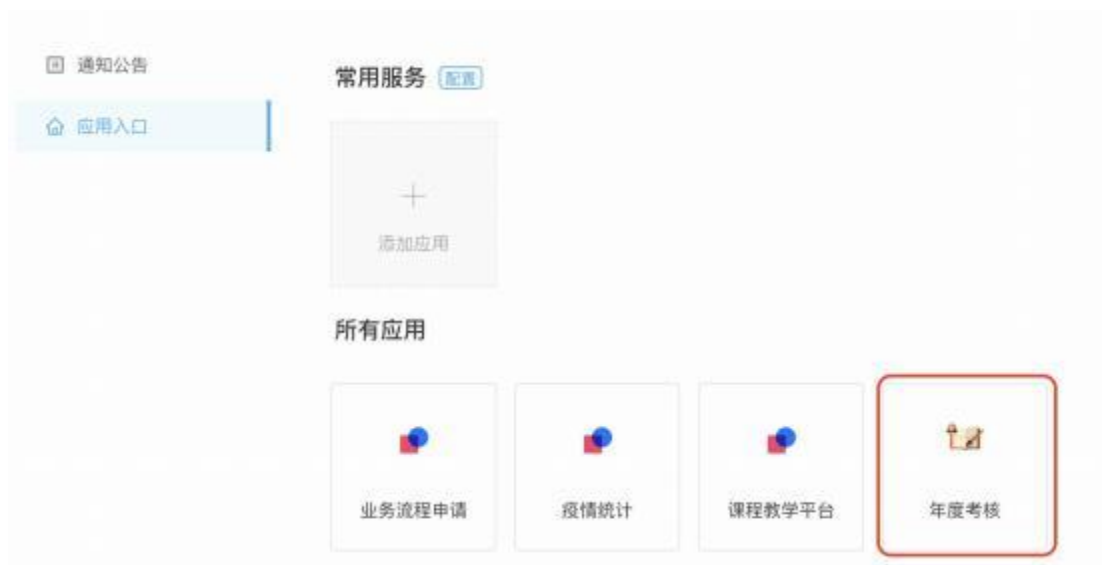 通知公告
应用入口
常用服务 配置
添加应用
所有应用
业务流程申请 疫情统计 课程教学平台 年度考核